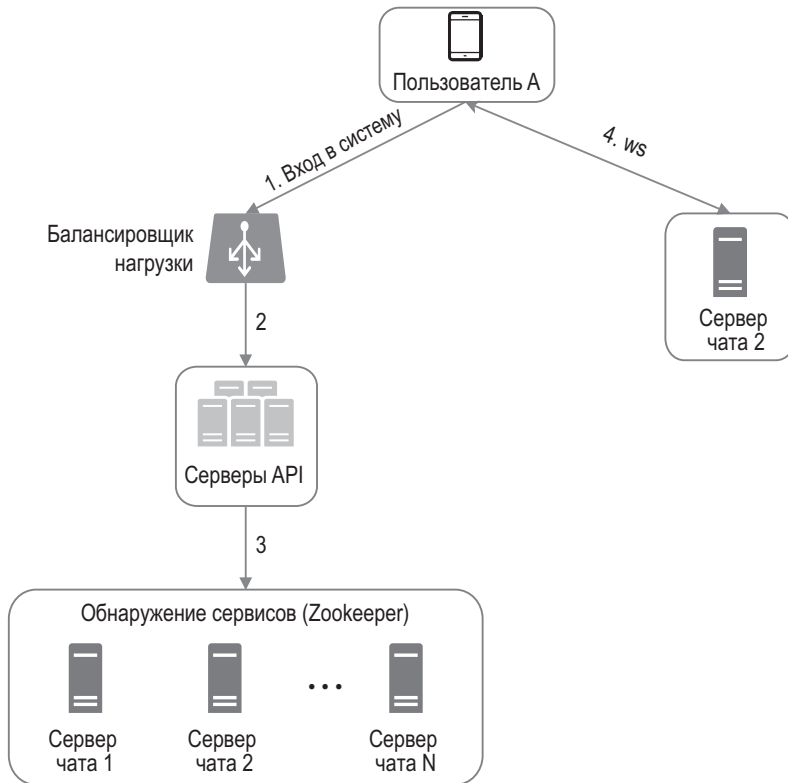 Пользователь А
1. Вход в систему
4. ws
Балансировщик
нагрузки
Сервер
чата 2
2
Серверы API
3
Обнаружение сервисов (Zookeeper)
Сервер
чата 1
Сервер
чата 2
...
Сервер
чата N